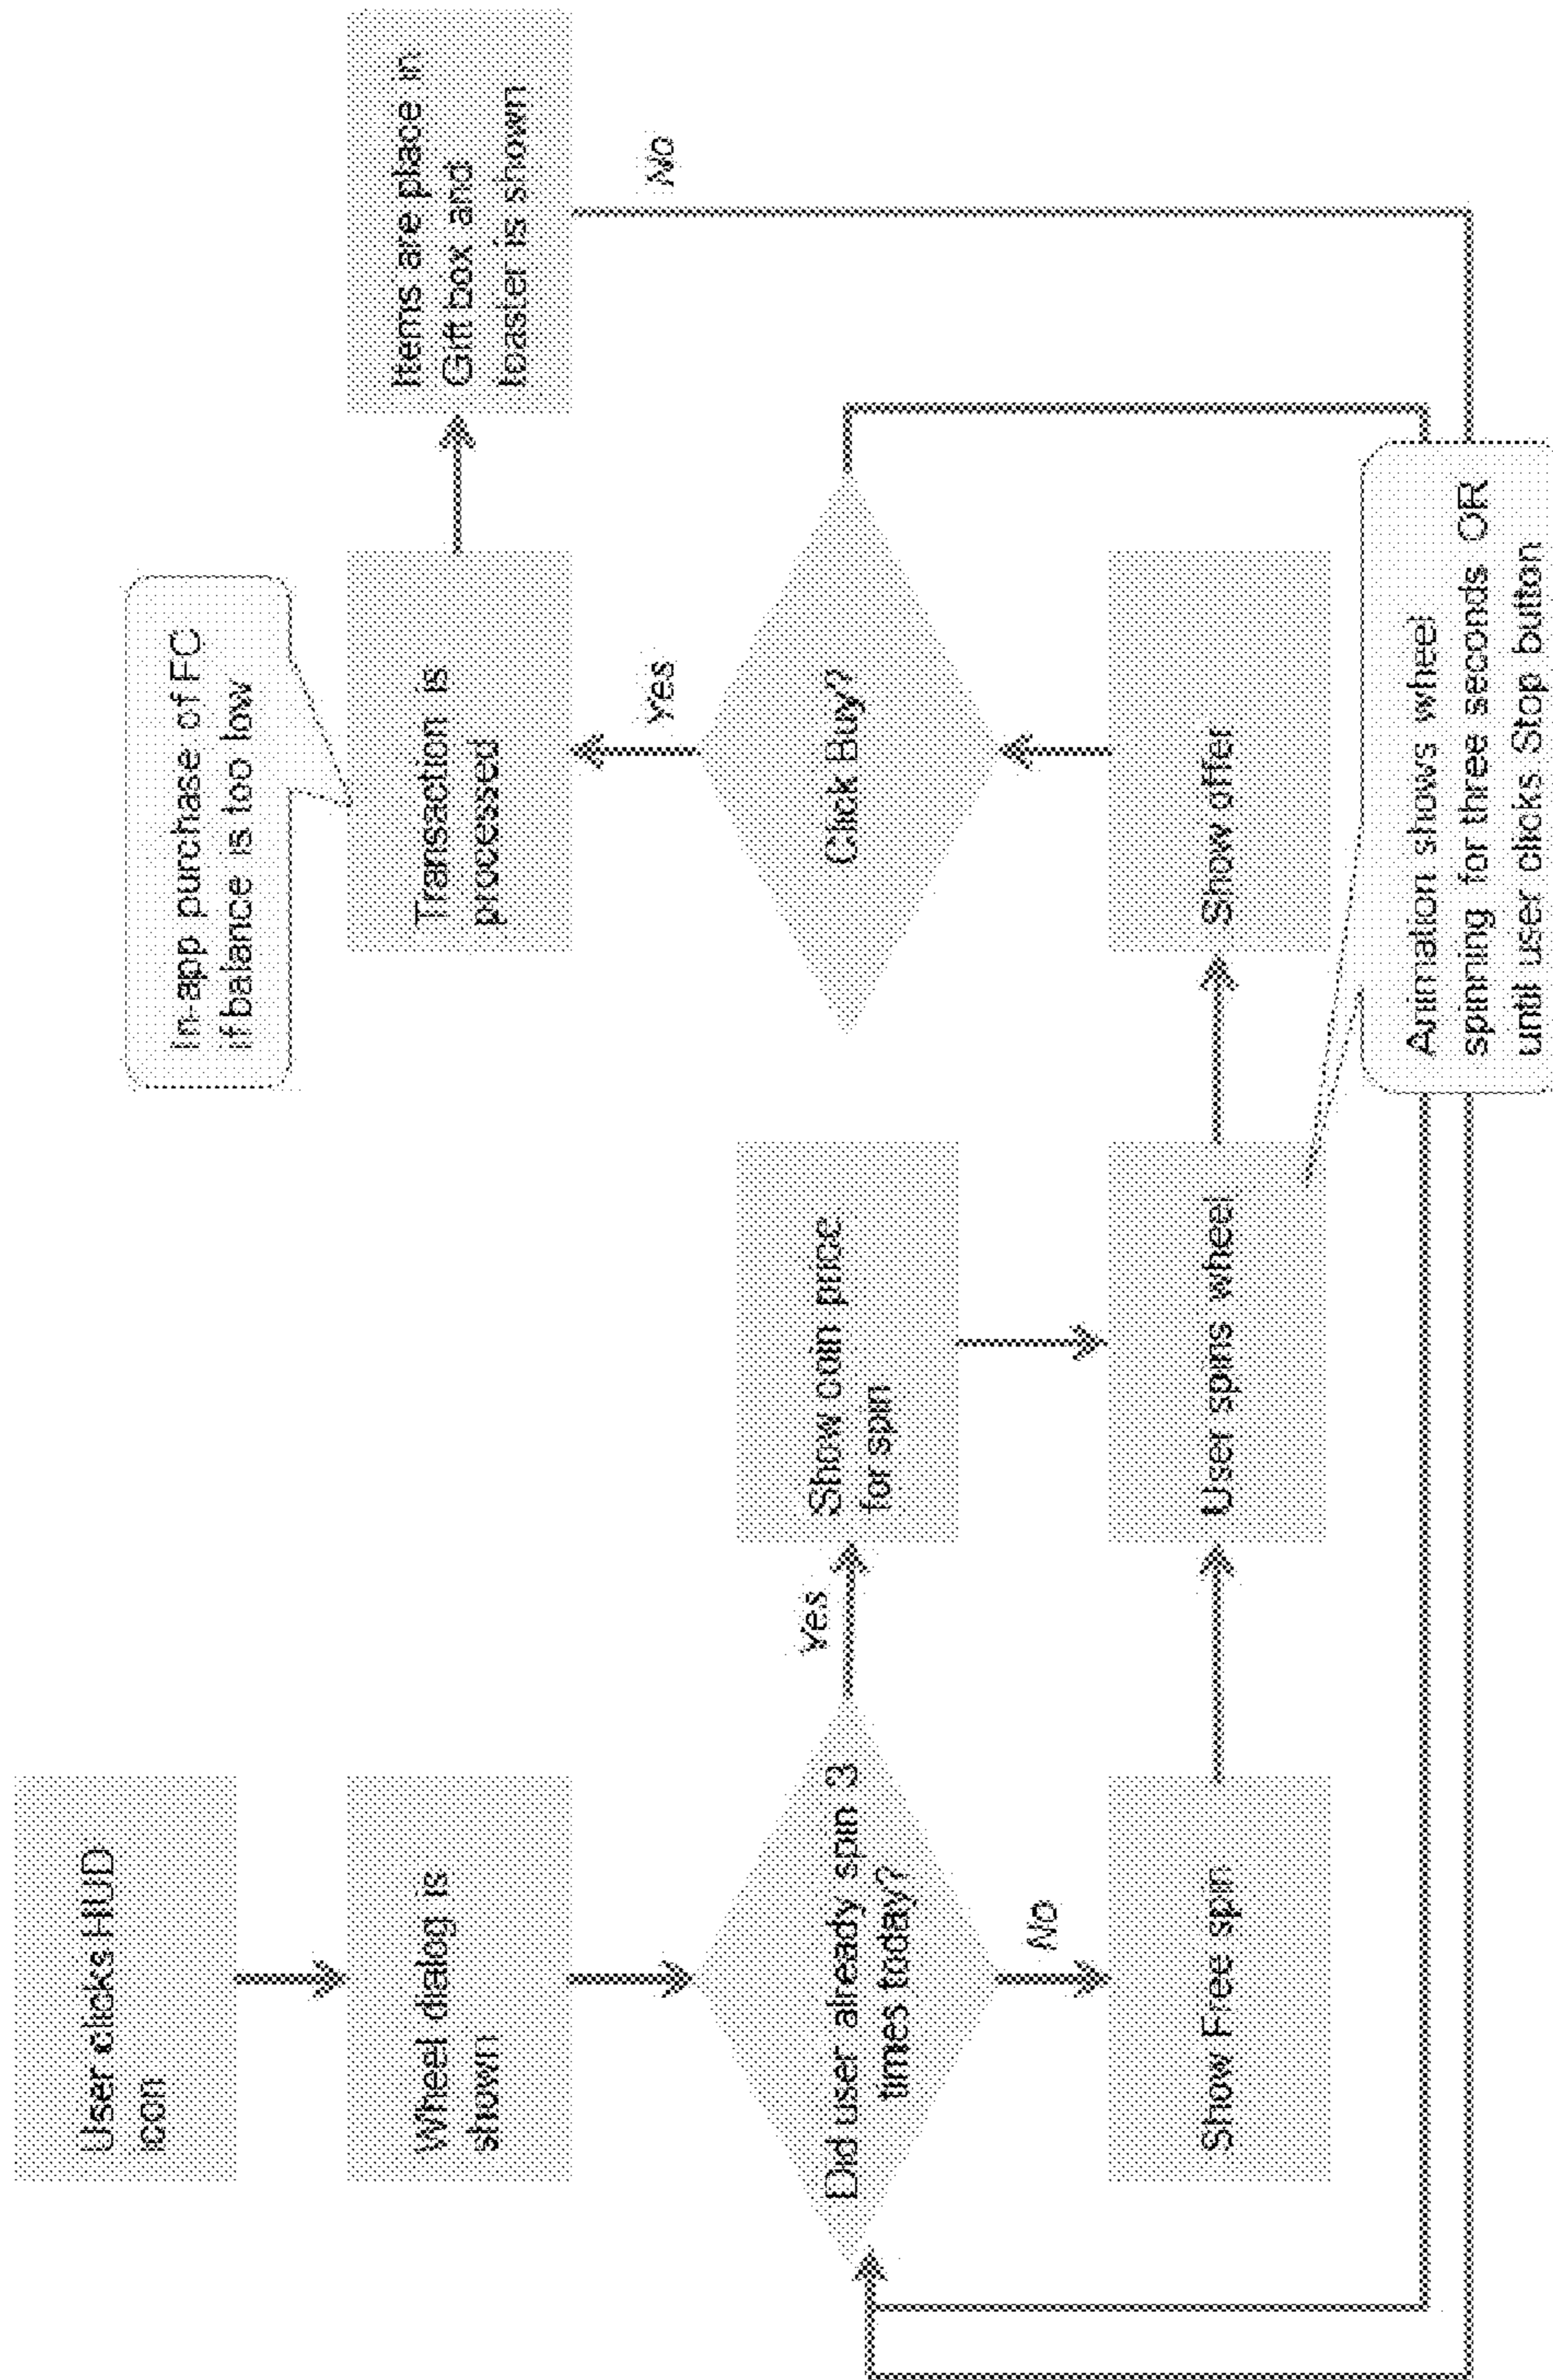 User clicks HUD
icon
Wheel dialog is
shown
Did user already spin 3
times today?
Yes
No
Show Free spin
Show coin price
for spin
User spins wheel
Animation shows wheel
spinning for three seconds OR
until user clicks Stop button
Show offer
Click Buy?
Yes
In-app purchase of FC
if balance is too low
Transaction is
processed
Items are place in
Gift box and
toaster is shown
No